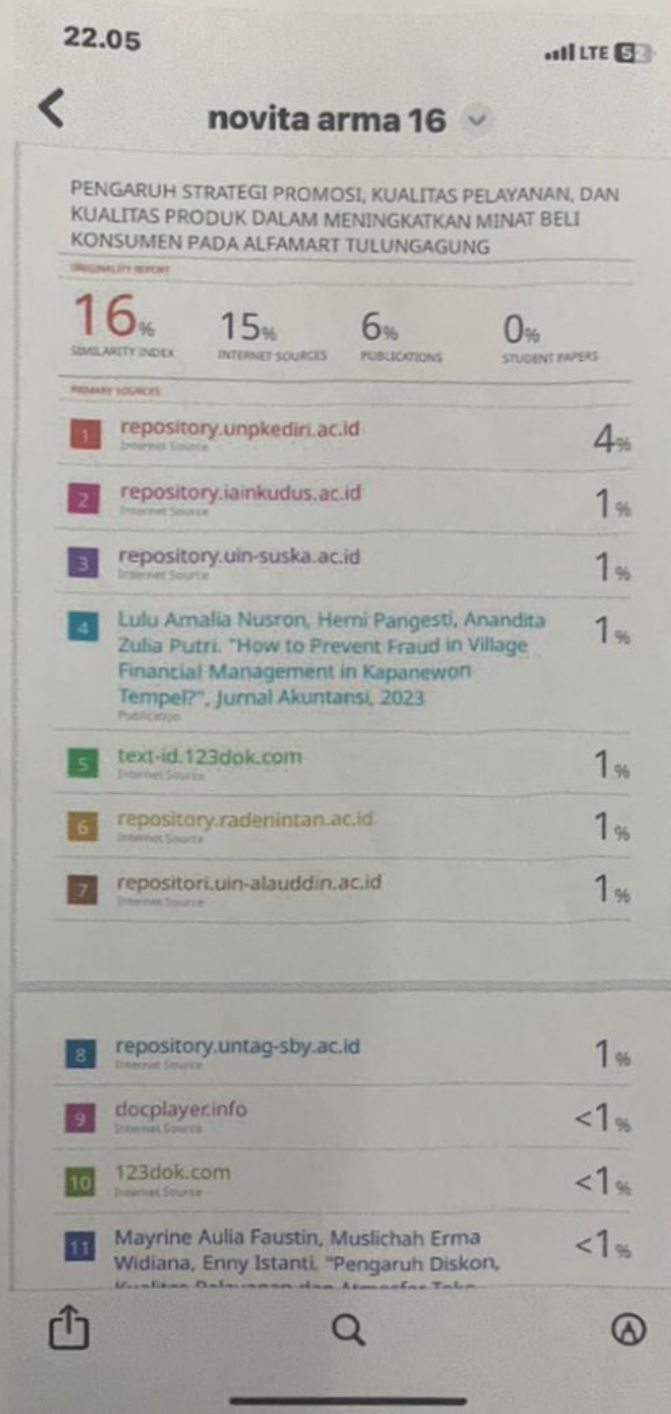 22.05
LTE 52
novita arma 16
PENGARUH STRATEGI PROMOSI, KUALITAS PELAYANAN, DAN
KUALITAS PRODUK DALAM MENINGKATKAN MINAT BELI
KONSUMEN PADA ALFAMART TULUNGAGUNG
ORIGINALITY REPORT
16% 15% 6% 0%
SIMILARITY INDEX INTERNET SOURCES PUBLICATIONS STUDENT PAPERS
PRIMARY SOURCES
1 repository.unpkediri.ac.id 4%
Internet Source
2 repository.iainkudus.ac.id 1%
Internet Source
3 repository.uin-suska.ac.id 1%
Internet Source
4 Lulu Amalia Nusron, Herni Pangesti, Anandita 1%
Zulia Putri. "How to Prevent Fraud in Village
Financial Management in Kapanewon
Tempel?", Jurnal Akuntansi, 2023
Publication
5 text-id.123dok.com 1%
Internet Source
6 repository.radenintan.ac.id 1%
Internet Source
7 repositori.uin-alauddin.ac.id 1%
Internet Source
8 repository.untag-sby.ac.id 1%
Internet Source
9 docplayer.info <1%
Internet Source
10 123dok.com <1%
Internet Source
11 Mayrine Aulia Faustin, Muslichah Erma <1%
Widiana, Enny Istanti. "Pengaruh Diskon,
Kualitas Pelayanan dan Atmosfer Toko